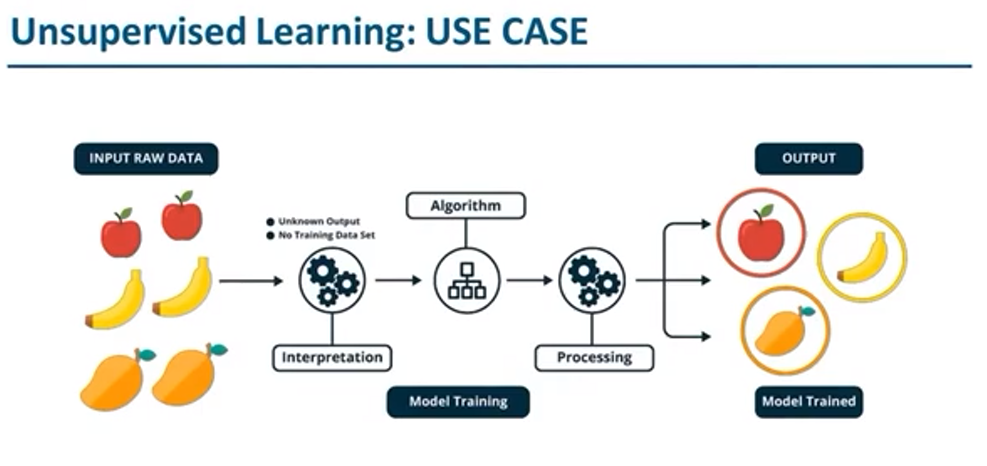 Unsupervised Learning: USE CASE
INPUT RAW DATA
OUTPUT
Algorithm
Unknown Output
No Training Data Set
Interpretation
Processing
Model Training
Model Trained